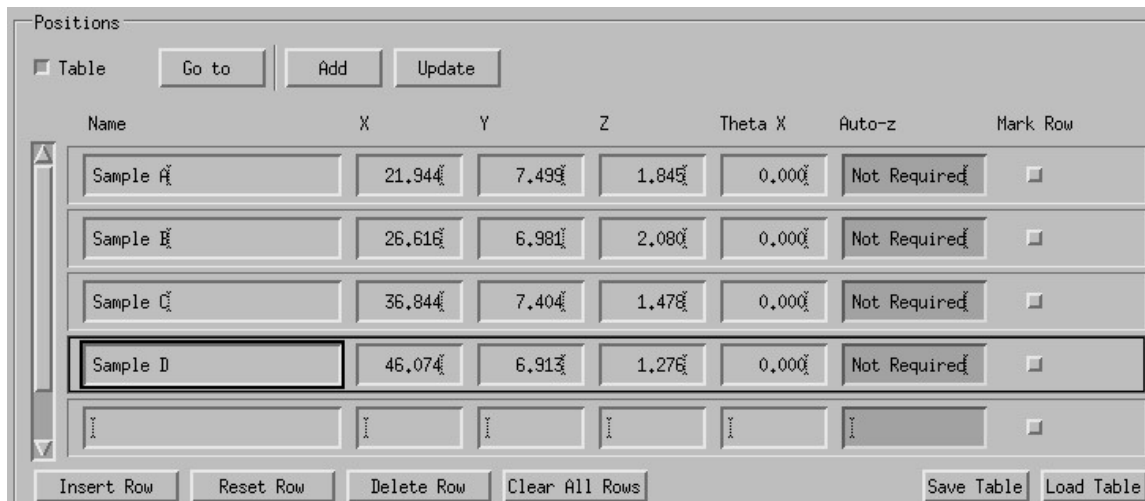 Positions
Table Go to Add Update
Name X Y Z Theta X Auto-z Mark Row
Sample A 21.944 7.499 1.845 0.000 Not Required
Sample B 26.616 6.981 2.080 0.000 Not Required
Sample C 36.844 7.404 1.478 0.000 Not Required
Sample D 46.074 6.913 1.276 0.000 Not Required
Insert Row Reset Row Delete Row Clear All Rows Save Table Load Table